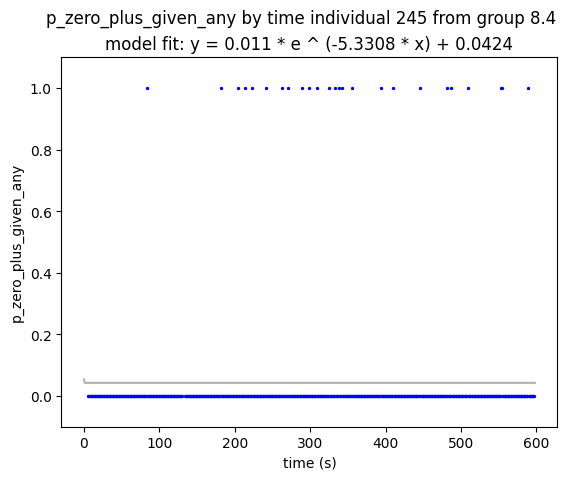 p_zero_plus_given_any by time individual 245 from group 8.4
model fit: y = 0.011 * e ^ (-5.3308 * x) + 0.0424
1.0
0.8
0.6
0.4
0.2
0.0
p_zero_plus_given_any
0 100 200 300 400 500 600
time (s)